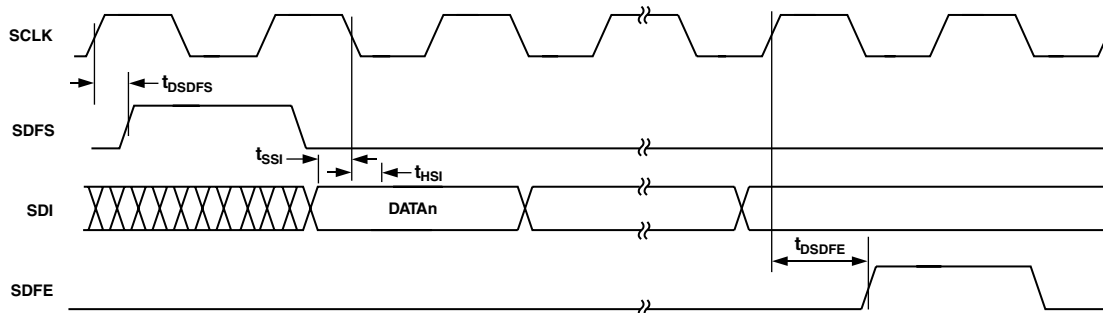 SCLK
tDSDFS
SDFS
tSSI
tHSI
SDI
DATAn
tDSDFE
SDFE